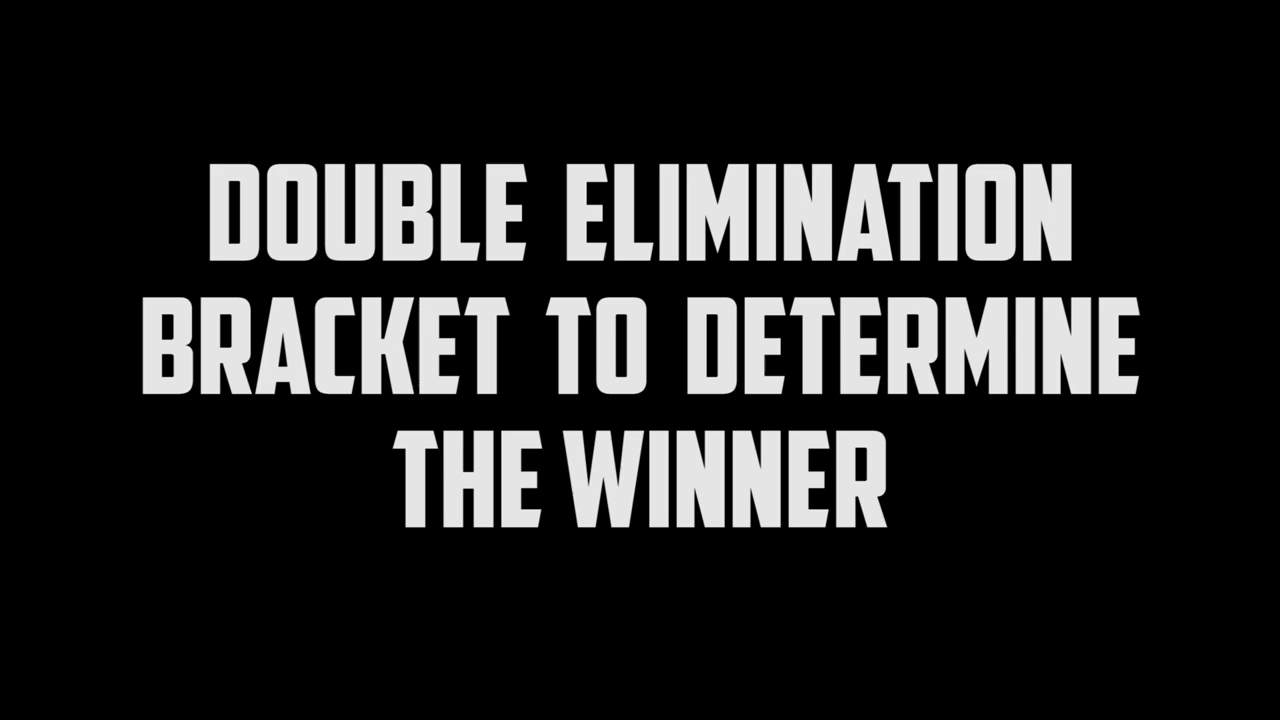 DOUBLE ELIMINATION
BRACKET TO DETERMINE
THE WINNER